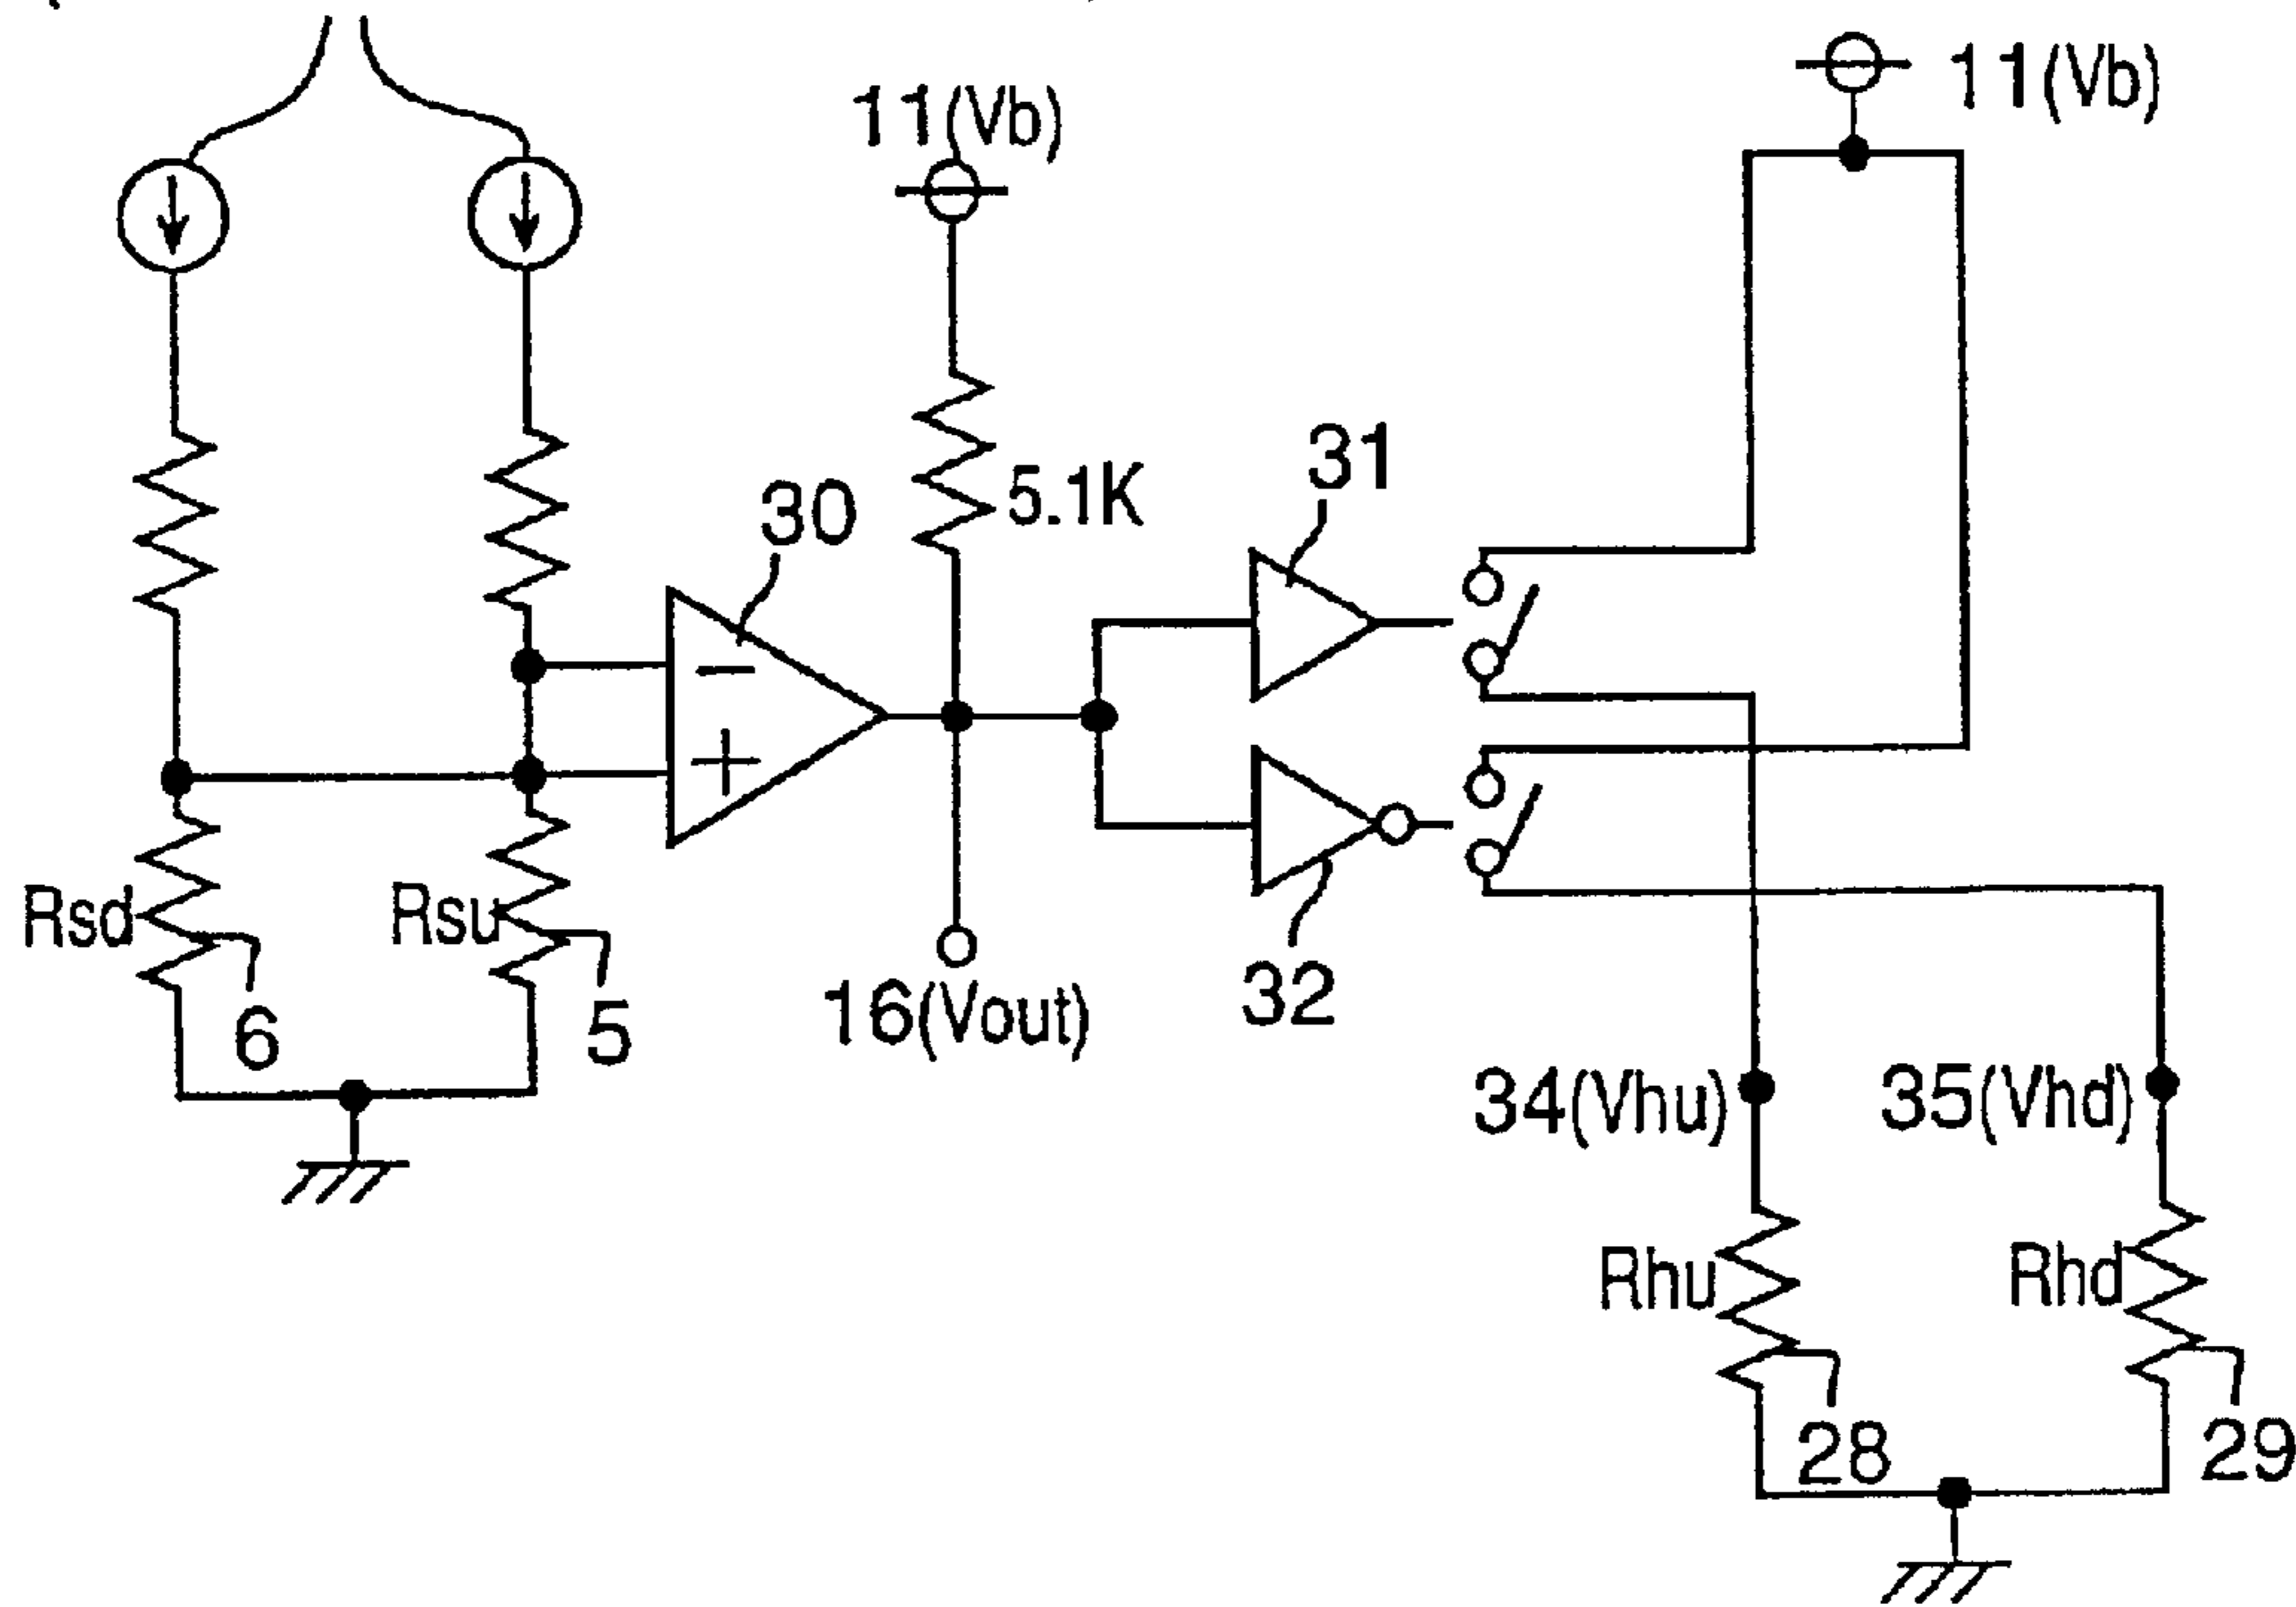 11(Vb)
11(Vb)
31
5.1K
30
Rsd
Rsu
6
5
16(Vout)
32
34(Vhu)
35(Vhd)
Rhu
Rhd
28
29